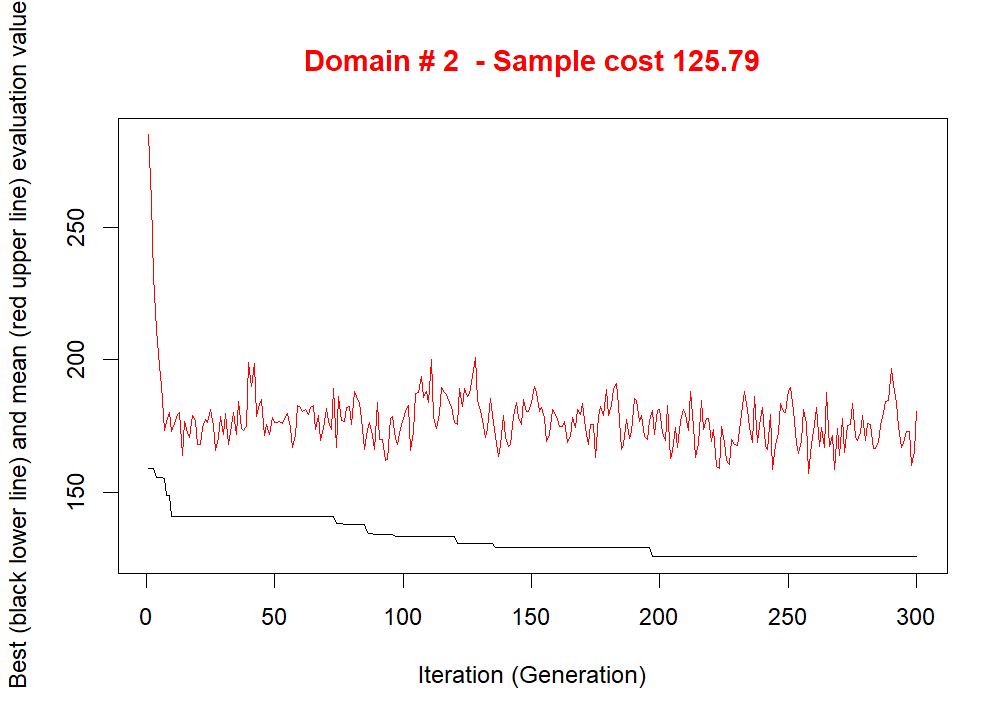 Domain # 2  - Sample cost 125.79
Best (black lower line) and mean (red upper line) evaluation value
250
200
150
0 50 100 150 200 250 300
Iteration (Generation)